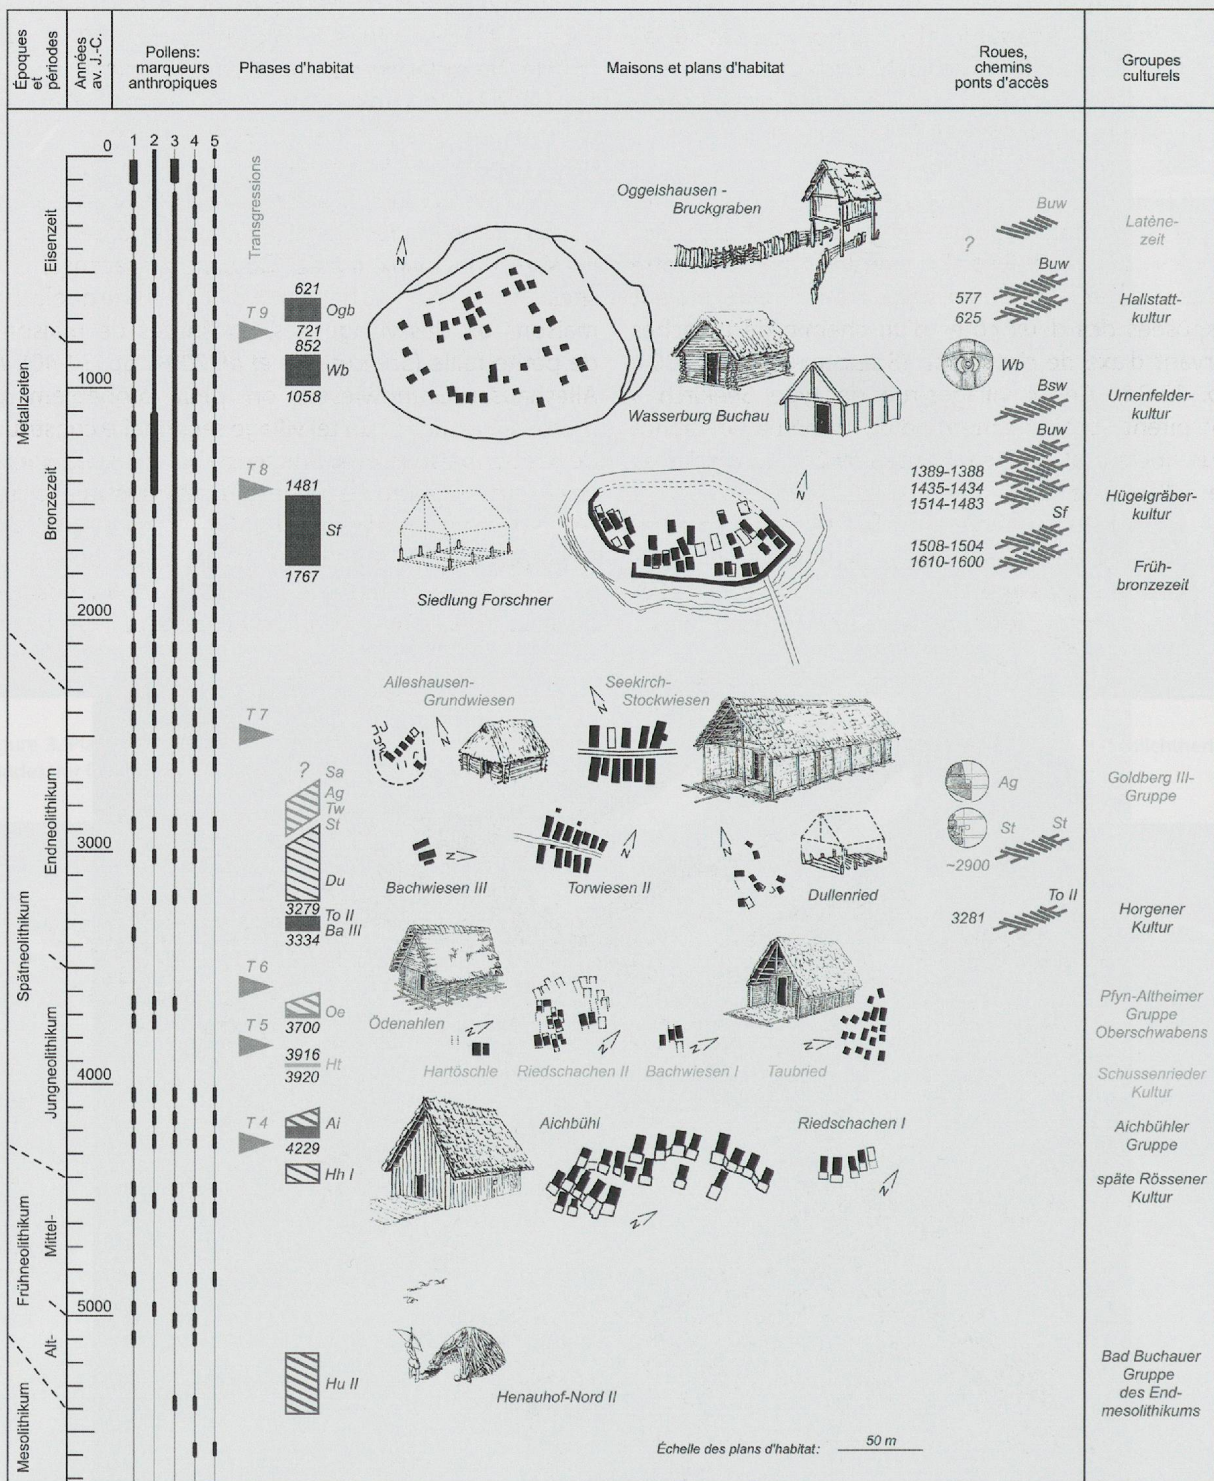 Époques
et
périodes
Années
av. J.-C.
Pollens:
marqueurs
anthropiques
Phases d'habitat
Maisons et plans d'habitat
Roues,
chemins
ponts d'accès
Groupes
culturels
1 2 3 4 5
0
1000
2000
3000
4000
5000
Eisenzeit
Bronzezeit
Metallzeiten
Endneolithikum
Spätneolithikum
Jungneolithikum
Mittel-
Frühneolithikum
Alt-
Mesolithikum
Transgressions
T 9
T 8
T 7
T 6
T 5
T 4
621
Ogb
721
852
Wb
1058
1481
Sf
1767
?
Sa
Ag
Tw
St
Du
3279
To II
Ba III
3334
Oe
3700
3916
Ht
3920
Ai
4229
Hh I
Hu II
Oggelshausen -
Bruckgraben
N
Wasserburg Buchau
N
Siedlung Forschner
Alleshausen-
Grundwiesen
N
Seekirch-
Stockwiesen
N
Bachwiesen III
N
Torwiesen II
N
Dullenried
N
Ödenahlen
N
Hartöschle
Riedschachen II
N
Bachwiesen I
N
Taubried
N
Aichbühl
N
Riedschachen I
N
Henauhof-Nord II
Échelle des plans d'habitat:
50 m
Buw
?
Buw
577
625
Wb
Bsw
Buw
1389-1388
1435-1434
1514-1483
Sf
1508-1504
1610-1600
Ag
St
St
~2900
To II
3281
Latène-
zeit
Hallstatt-
kultur
Urnenfelder-
kultur
Hügelgräber-
kultur
Früh-
bronzezeit
Goldberg III-
Gruppe
Horgener
Kultur
Pfyn-Altheimer
Gruppe
Oberschwabens
Schussenrieder
Kultur
Aichbühler
Gruppe
späte Rössener
Kultur
Bad Buchauer
Gruppe
des End-
mesolithikums